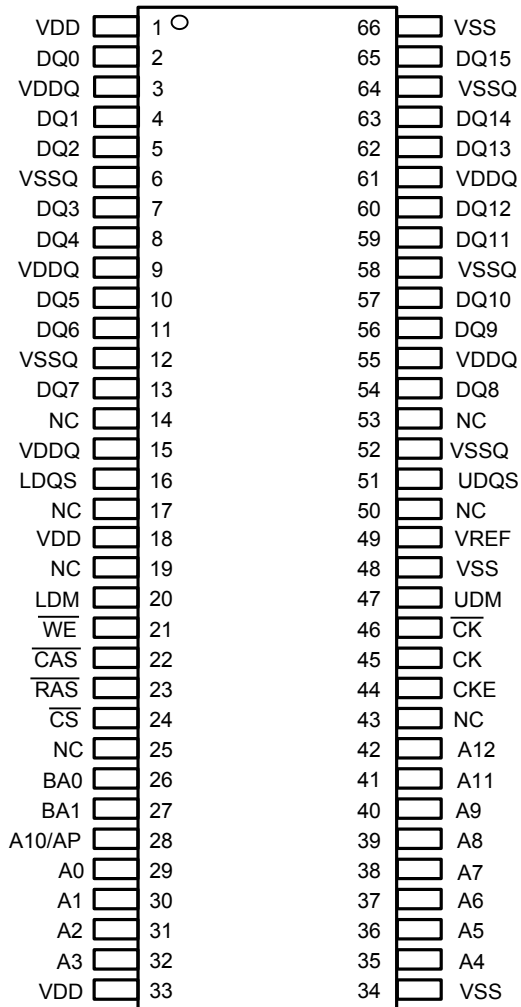 VDD 1 66 VSS
DQ0 2 65 DQ15
VDDQ 3 64 VSSQ
DQ1 4 63 DQ14
DQ2 5 62 DQ13
VSSQ 6 61 VDDQ
DQ3 7 60 DQ12
DQ4 8 59 DQ11
VDDQ 9 58 VSSQ
DQ5 10 57 DQ10
DQ6 11 56 DQ9
VSSQ 12 55 VDDQ
DQ7 13 54 DQ8
NC 14 53 NC
VDDQ 15 52 VSSQ
LDQS 16 51 UDQS
NC 17 50 NC
VDD 18 49 VREF
NC 19 48 VSS
LDM 20 47 UDM
W̅E̅ 21 46 C̅K̅
C̅A̅S̅ 22 45 CK
R̅A̅S̅ 23 44 CKE
C̅S̅ 24 43 NC
NC 25 42 A12
BA0 26 41 A11
BA1 27 40 A9
A10/AP 28 39 A8
A0 29 38 A7
A1 30 37 A6
A2 31 36 A5
A3 32 35 A4
VDD 33 34 VSS